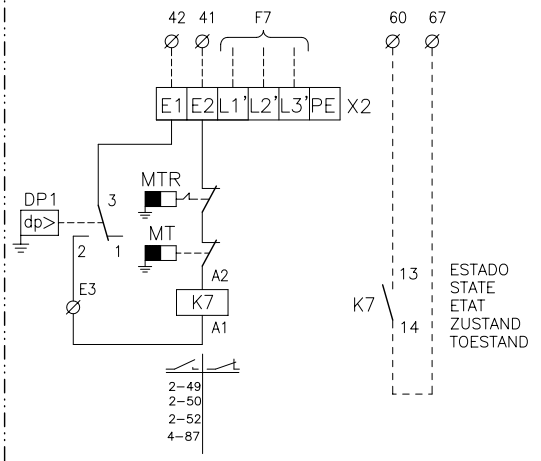 42 41 F7 60 67
E1 E2 L1' L2' L3' PE X2
MTR
DP1
dp>
3
MT
2 1
E3
A2
K7
A1
13
K7
14
ESTADO
STATE
ETAT
ZUSTAND
TOESTAND
2-49
2-50
2-52
4-87